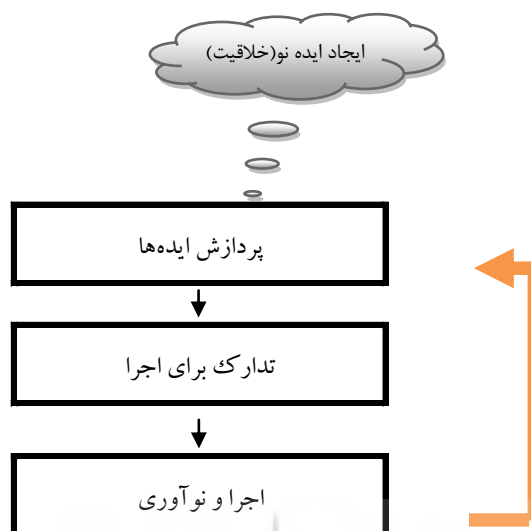 ایجاد ایده نو(خلاقیت)
پردازش ایده‌ها
تدارک برای اجرا
اجرا و نوآوری